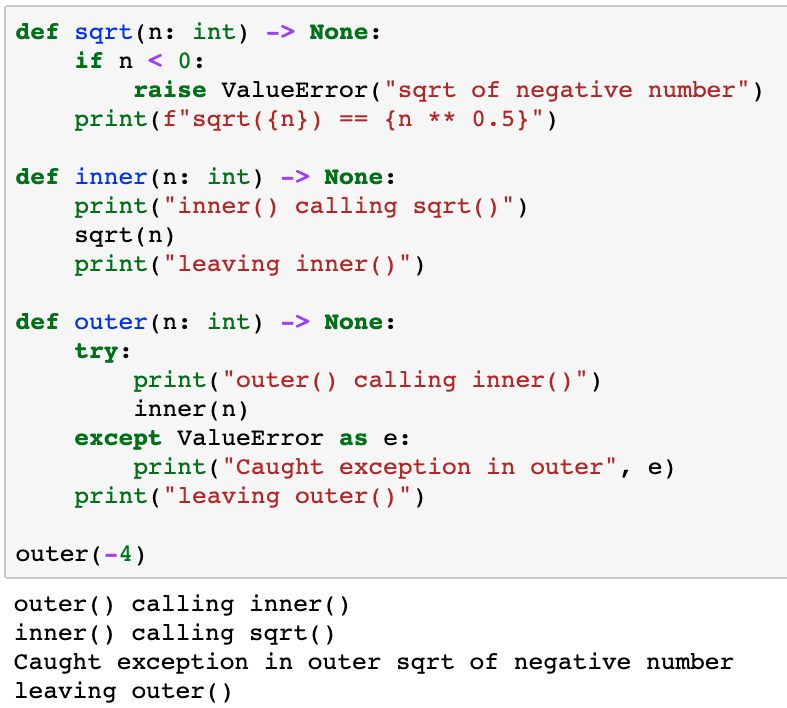 def sqrt(n: int) -> None:
    if n < 0:
        raise ValueError("sqrt of negative number")
    print(f"sqrt({n}) == {n ** 0.5}")

def inner(n: int) -> None:
    print("inner() calling sqrt()")
    sqrt(n)
    print("leaving inner()")

def outer(n: int) -> None:
    try:
        print("outer() calling inner()")
        inner(n)
    except ValueError as e:
        print("Caught exception in outer", e)
    print("leaving outer()")

outer(-4)
outer() calling inner()
inner() calling sqrt()
Caught exception in outer sqrt of negative number
leaving outer()